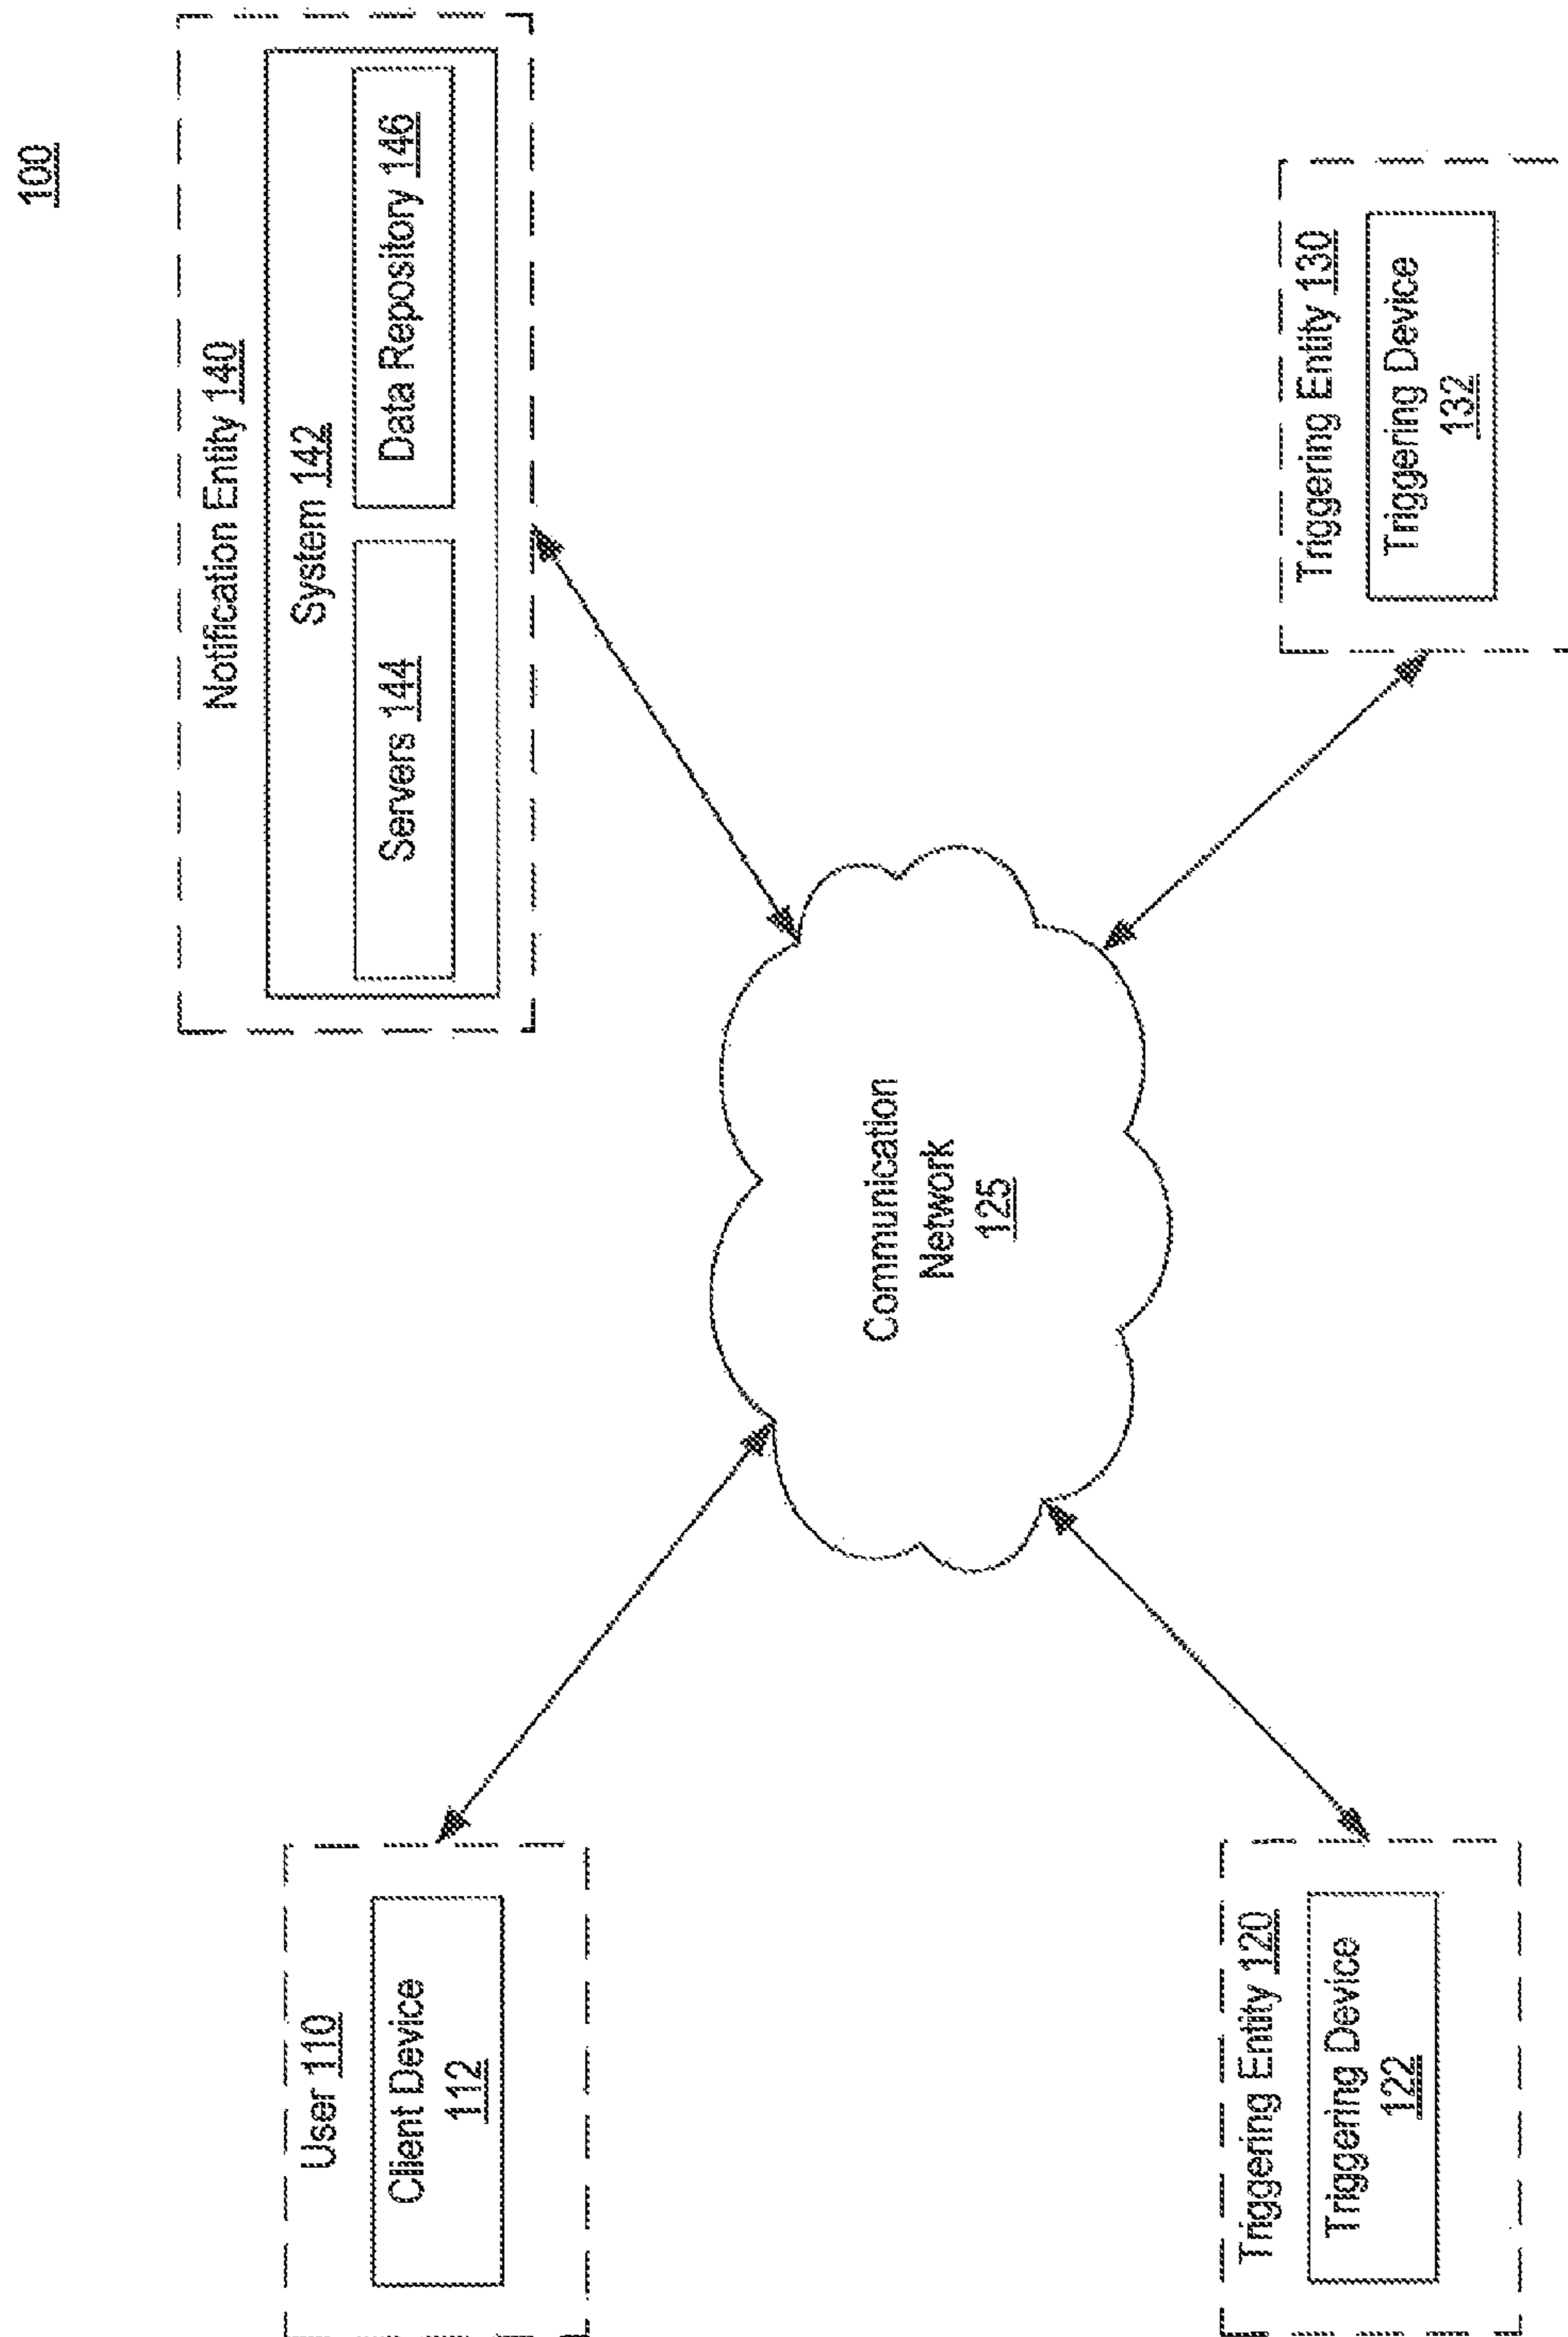 100
User 110
Client Device
112
Notification Entity 140
System 142
Servers 144
Data Repository 146
Communication
Network
125
Triggering Entity 120
Triggering Device
122
Triggering Entity 130
Triggering Device
132